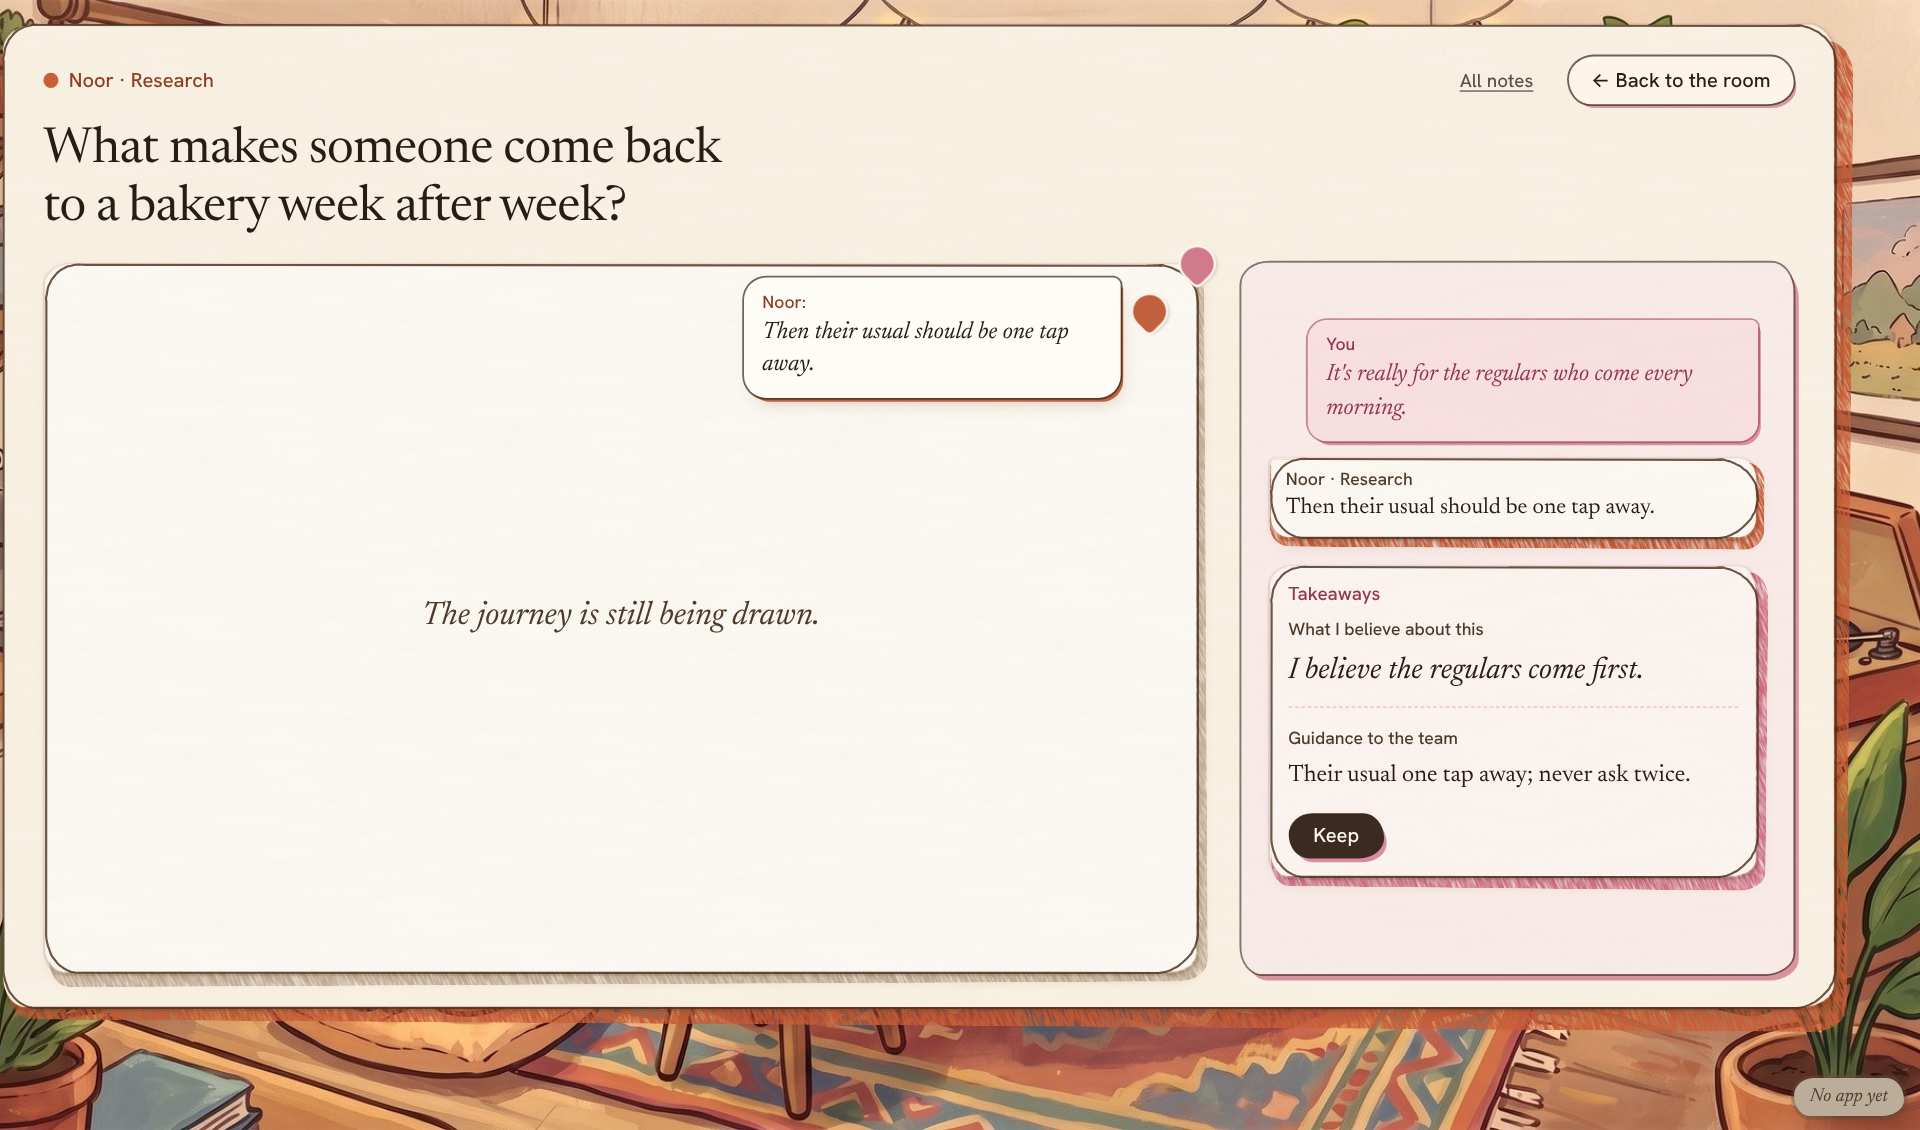 Noor · Research
All notes
← Back to the room
What makes someone come back
to a bakery week after week?
Noor:
Then their usual should be one tap
away.
The journey is still being drawn.
You
It's really for the regulars who come every
morning.
Noor · Research
Then their usual should be one tap away.
Takeaways
What I believe about this
I believe the regulars come first.
Guidance to the team
Their usual one tap away; never ask twice.
Keep
No app yet